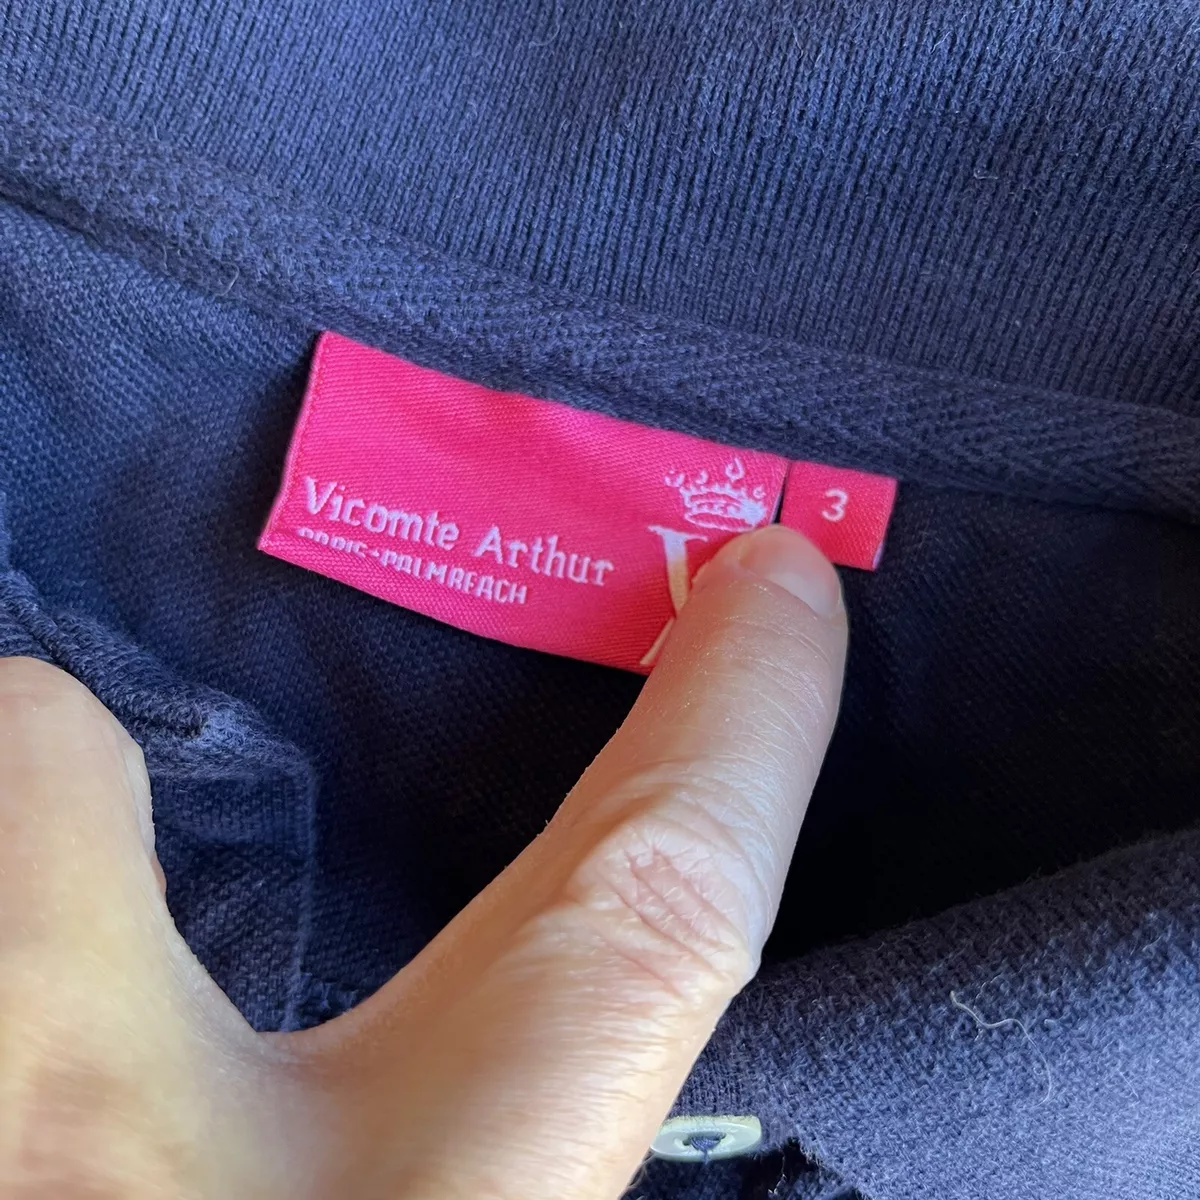 Vicomte Arthur
PARIS-PALMBEACH
V
3